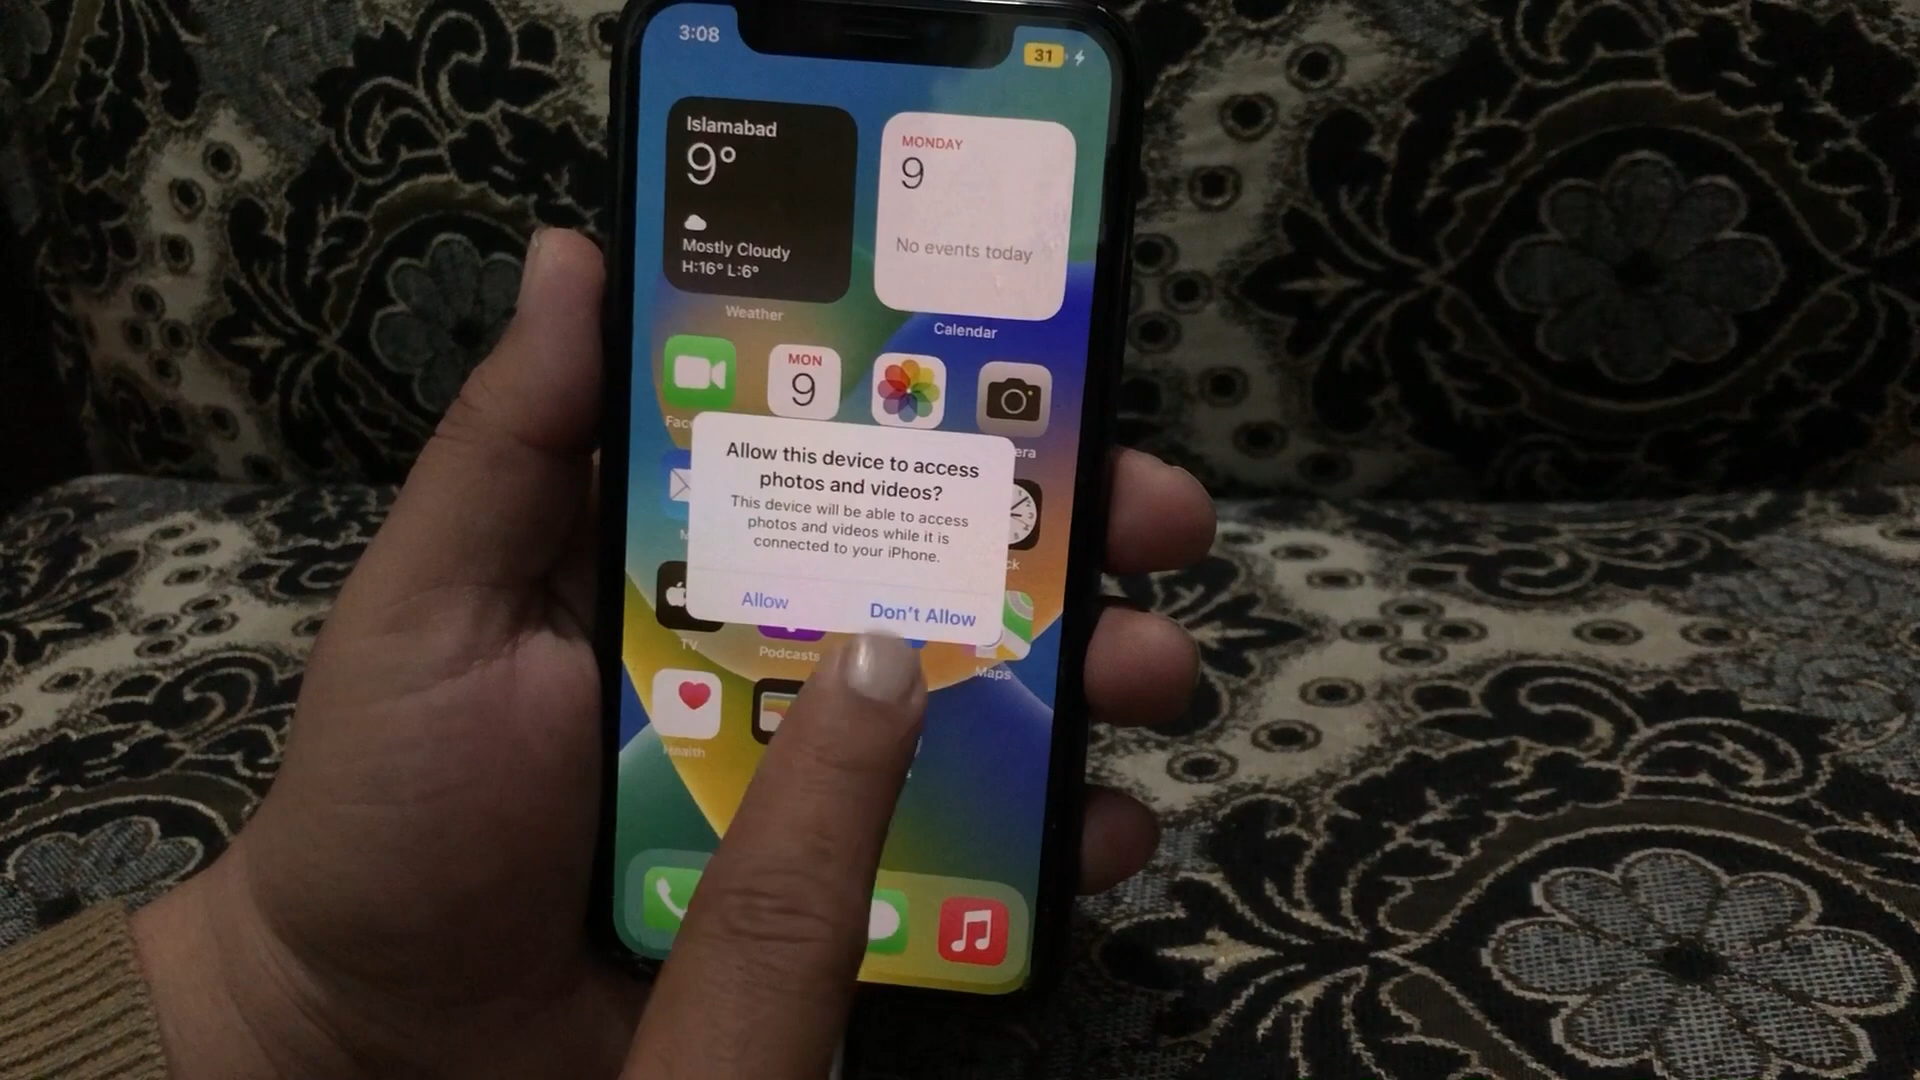 3:08
31
Islamabad
9°
Mostly Cloudy
H:16° L:6°
Weather
MONDAY
9
No events today
Calendar
MON
9
Allow this device to access
photos and videos?
This device will be able to access
photos and videos while it is
connected to your iPhone.
Allow
Don't Allow
TV
Podcasts
Maps
Health